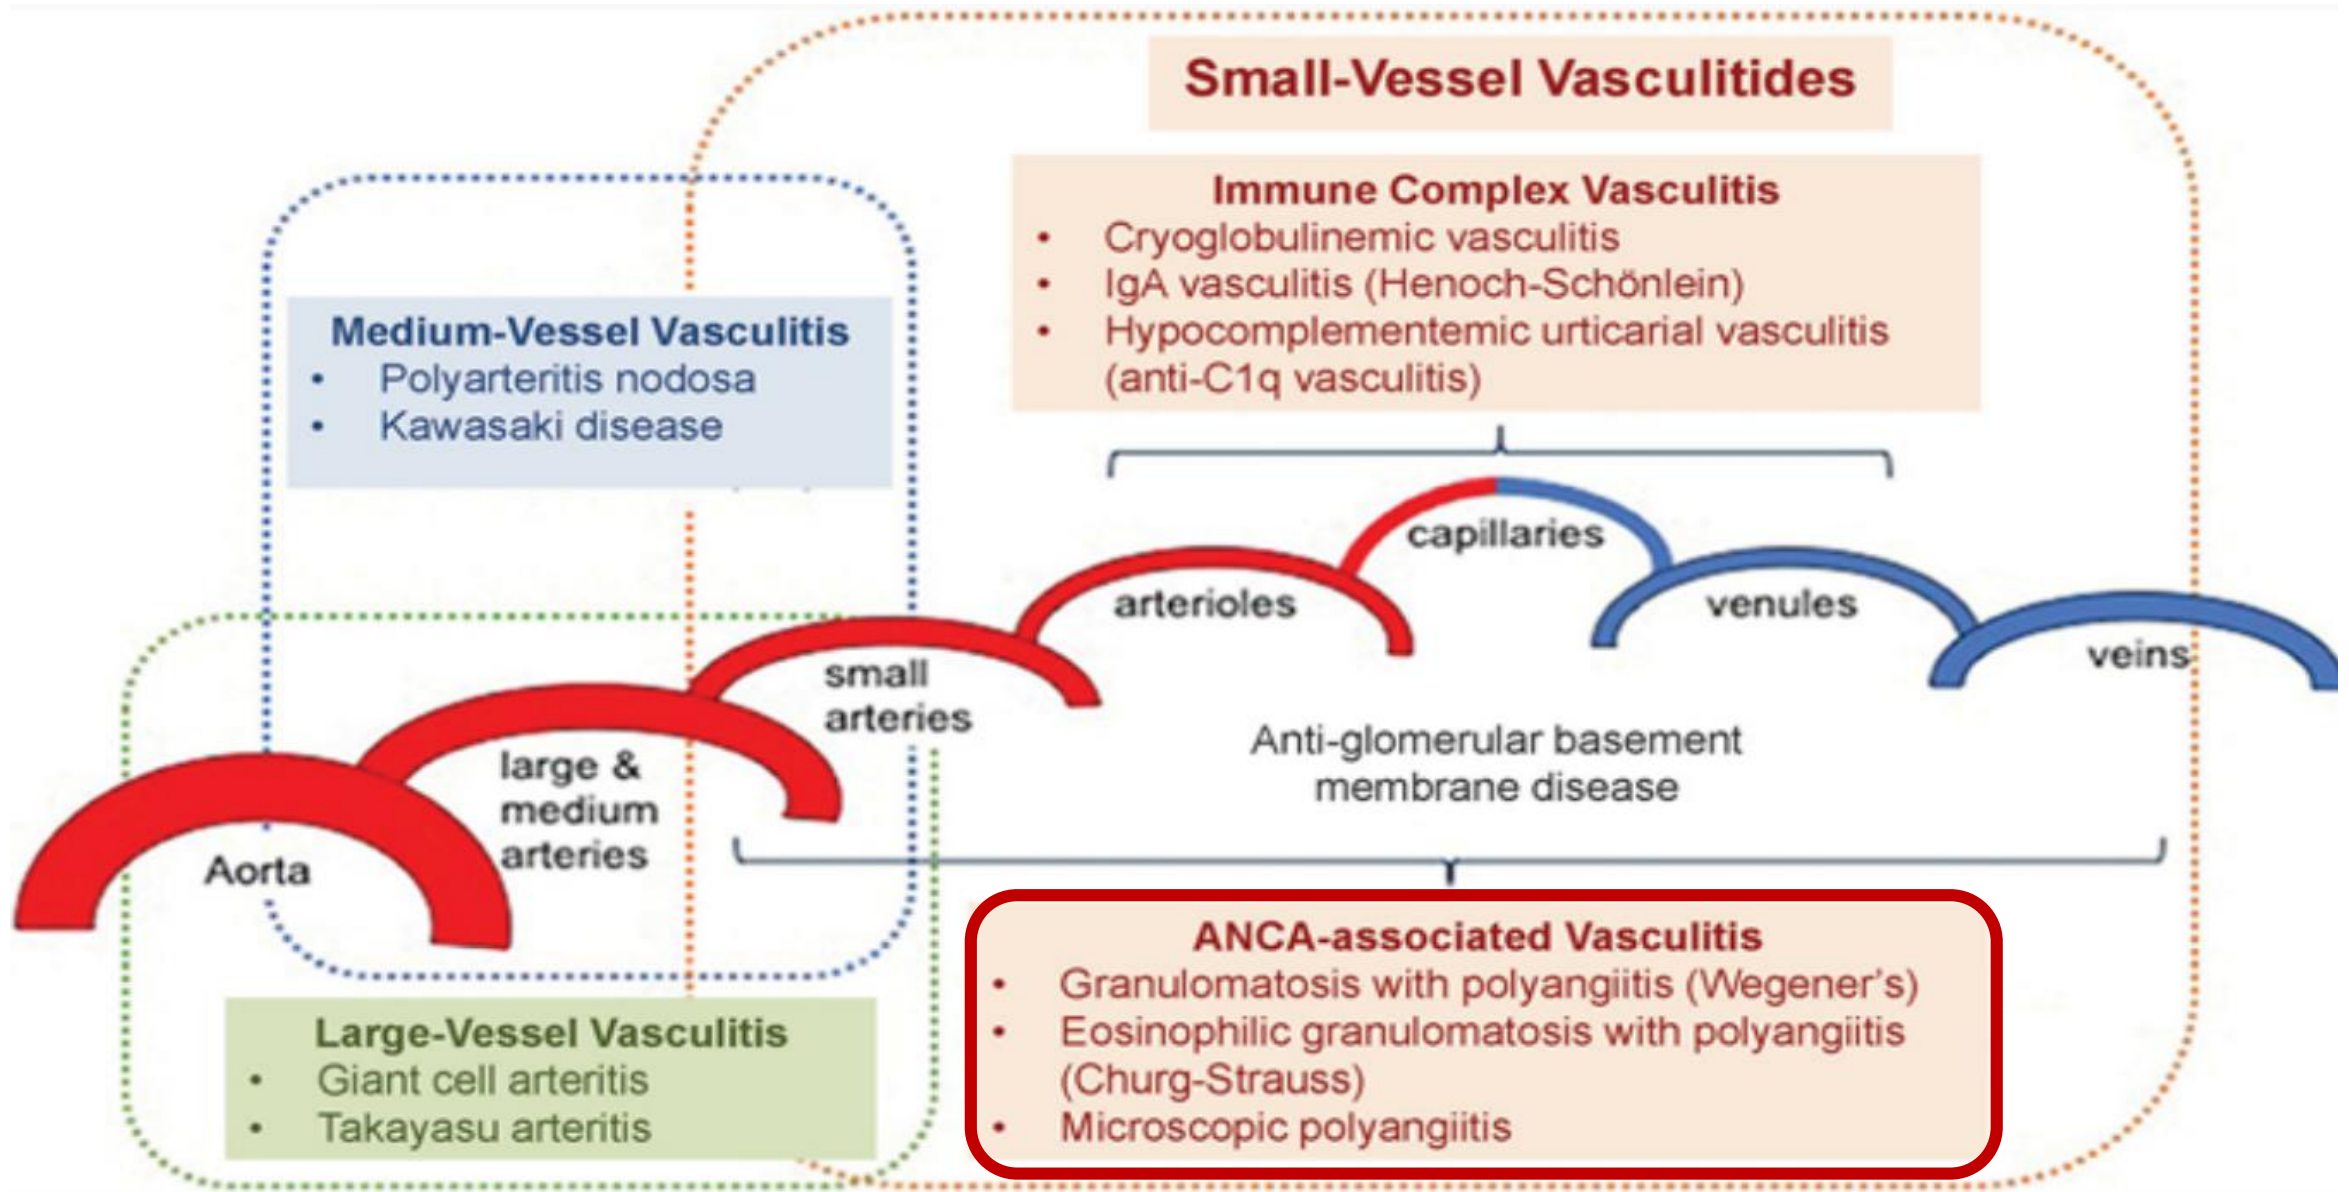 Small-Vessel Vasculitides
Immune Complex Vasculitis
• Cryoglobulinemic vasculitis
• IgA vasculitis (Henoch-Schönlein)
• Hypocomplementemic urticarial vasculitis
(anti-C1q vasculitis)
Medium-Vessel Vasculitis
• Polyarteritis nodosa
• Kawasaki disease
capillaries
arterioles
venules
veins
small
arteries
large &
medium
arteries
Aorta
Anti-glomerular basement
membrane disease
ANCA-associated Vasculitis
• Granulomatosis with polyangiitis (Wegener's)
• Eosinophilic granulomatosis with polyangiitis
(Churg-Strauss)
• Microscopic polyangiitis
Large-Vessel Vasculitis
• Giant cell arteritis
• Takayasu arteritis